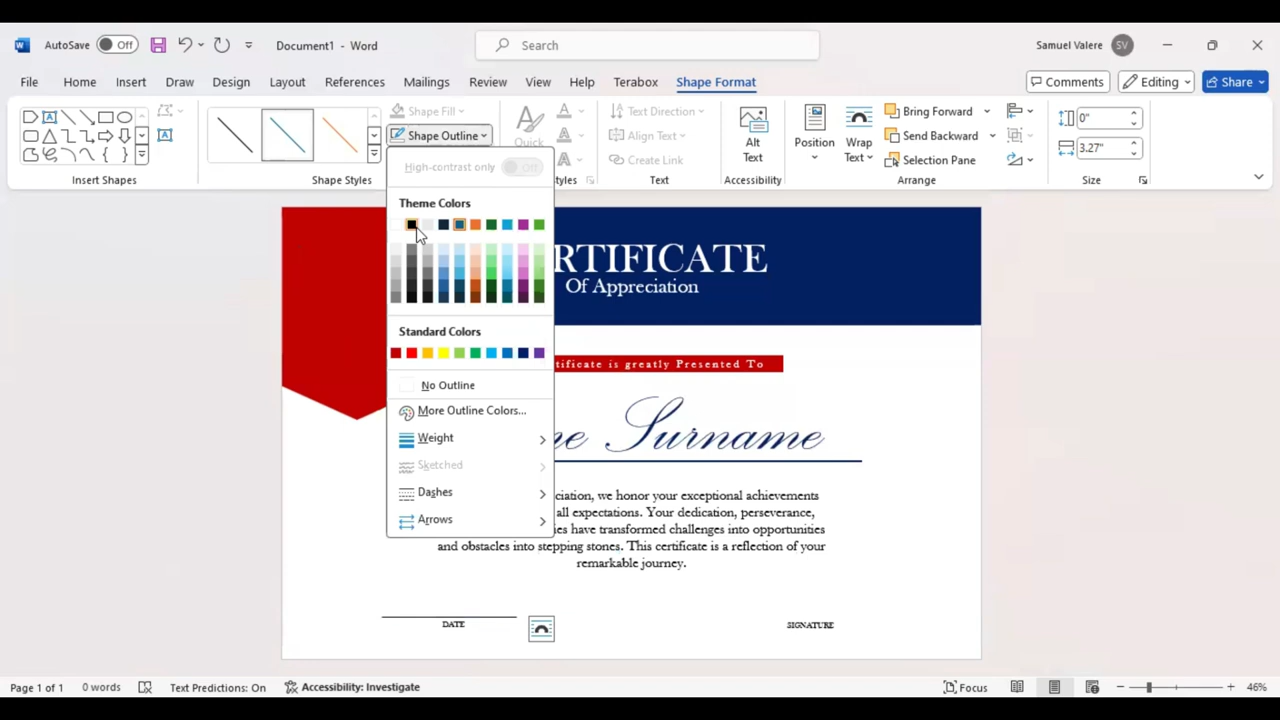 AutoSave Off Document1 - Word Search Samuel Valere SV
File Home Insert Draw Design Layout References Mailings Review View Help Terabox Shape Format Comments Editing Share
Shape Fill Text Direction Bring Forward 0"
Shape Outline Quick Align Text Alt Text Position Wrap Text Send Backward 3.27"
Create Link Selection Pane
Insert Shapes Shape Styles Text Accessibility Arrange Size
High-contrast only Off
Theme Colors
Standard Colors
No Outline
More Outline Colors...
Weight
Sketched
Dashes
Arrows
RTIFICATE
Of Appreciation
tificate is greatly Presented To
me Surname
ciation, we honor your exceptional achievements
all expectations. Your dedication, perseverance,
ies have transformed challenges into opportunities
and obstacles into stepping stones. This certificate is a reflection of your
remarkable journey.
DATE SIGNATURE
Page 1 of 1 0 words Text Predictions: On Accessibility: Investigate Focus 46%